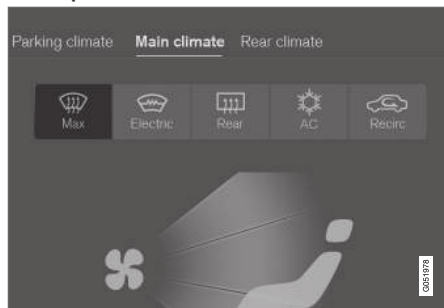 Parking climate Main climate Rear climate
Max Electric Rear AC Recirc
G051978